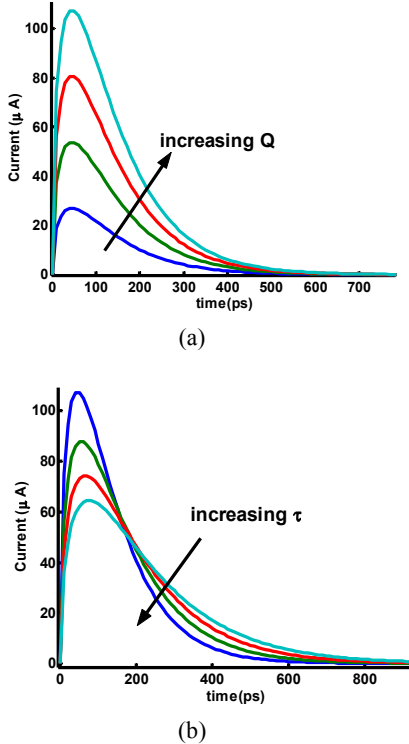 100
80
60
40
20
0
Current (μ A)
increasing Q
0 100 200 300 400 500 600 700
time(ps)
(a)
100
80
60
40
20
0
Current (μ A)
increasing τ
0 200 400 600 800
time(ps)
(b)